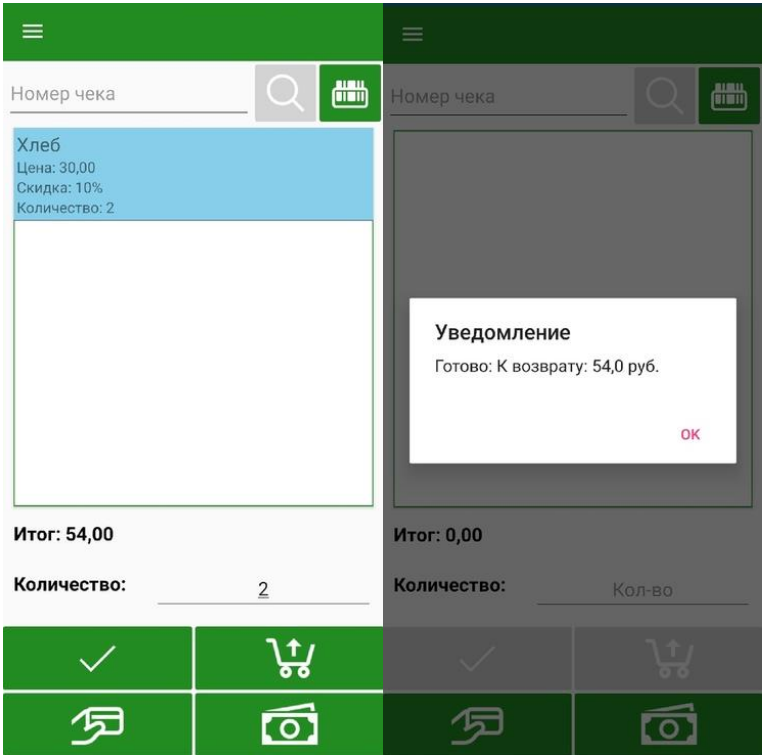 Номер чека
Хлеб
Цена: 30,00
Скидка: 10%
Количество: 2
Итог: 54,00
Количество: 2
Номер чека
Уведомление
Готово: К возврату: 54,0 руб.
ОК
Итог: 0,00
Количество: Кол-во